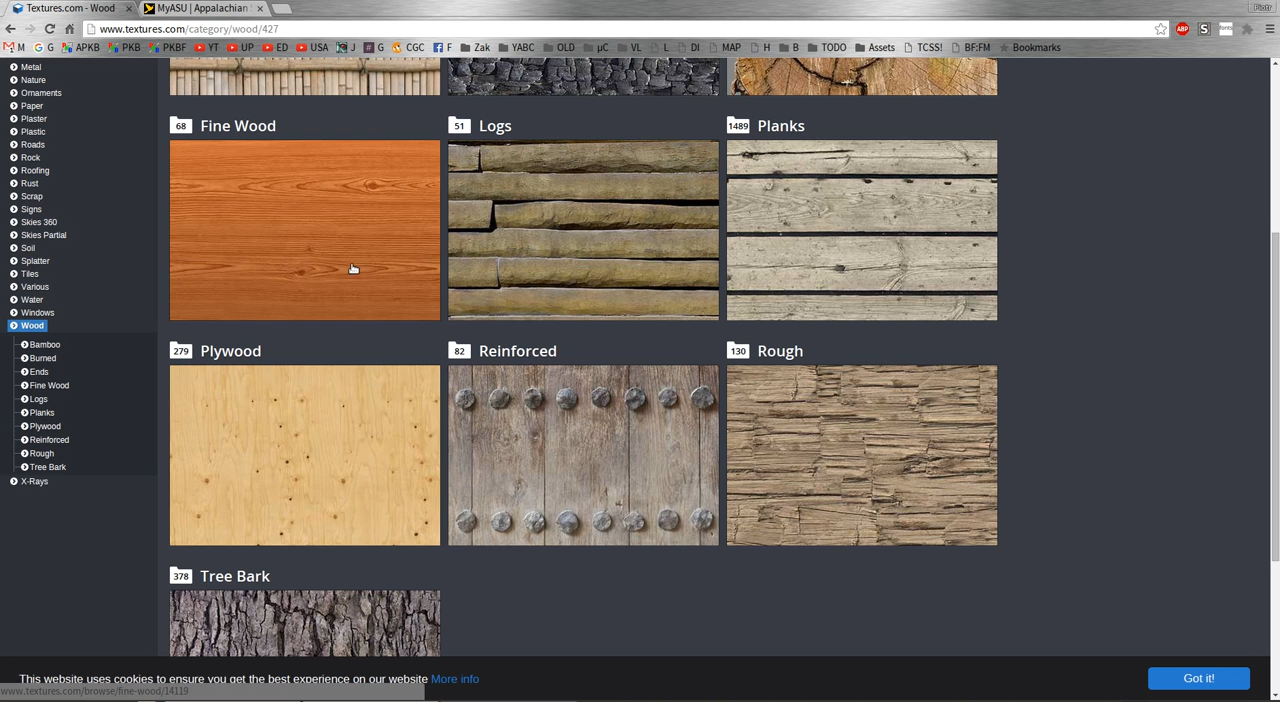 Textures.com - Wood
MyASU | Appalachian
Piotr
www.textures.com/category/wood/427
M G APKB PKB PKBF YT UP ED USA J G CGC F Zak YABC OLD µC VL L DI MAP H B TODO Assets TCSS! BF:FM Bookmarks
Metal
Nature
Ornaments
Paper
Plaster
Plastic
Roads
Rock
Roofing
Rust
Scrap
Signs
Skies 360
Skies Partial
Soil
Splatter
Tiles
Various
Water
Windows
Wood
Bamboo
Burned
Ends
Fine Wood
Logs
Planks
Plywood
Reinforced
Rough
Tree Bark
X-Rays
68 Fine Wood
51 Logs
1489 Planks
279 Plywood
82 Reinforced
130 Rough
378 Tree Bark
This website uses cookies to ensure you get the best experience on our website More info
Got it!
www.textures.com/browse/fine-wood/14119